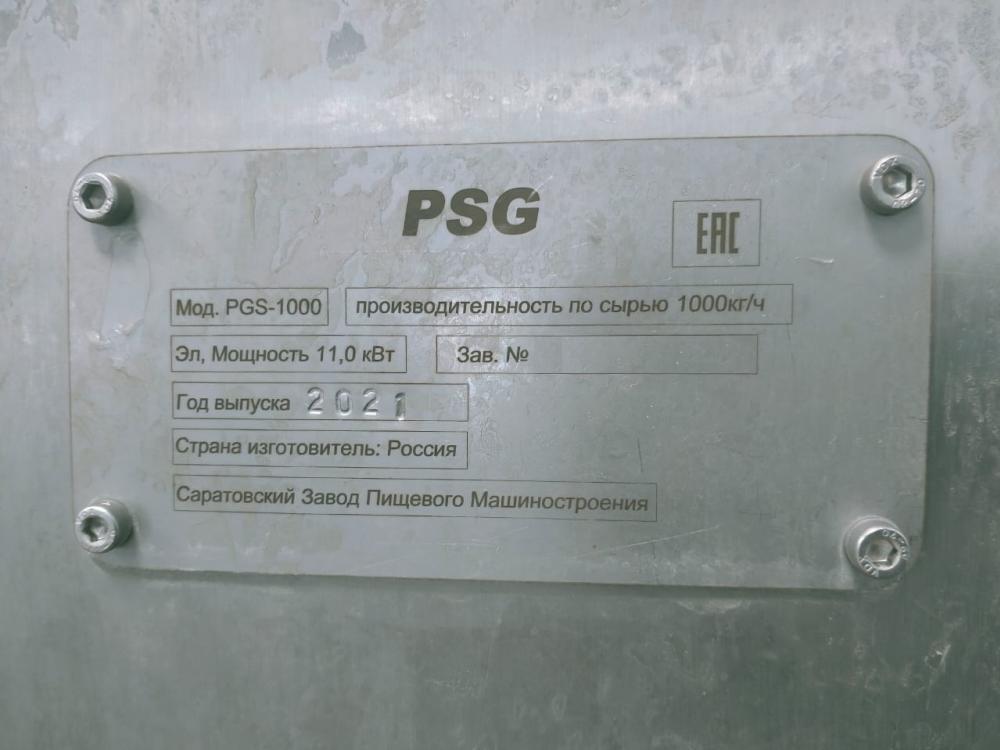 PSG
EAC
Мод. PGS-1000 производительность по сырью 1000кг/ч
Эл, Мощность 11,0 кВт Зав. №
Год выпуска 2021
Страна изготовитель: Россия
Саратовский Завод Пищевого Машиностроения